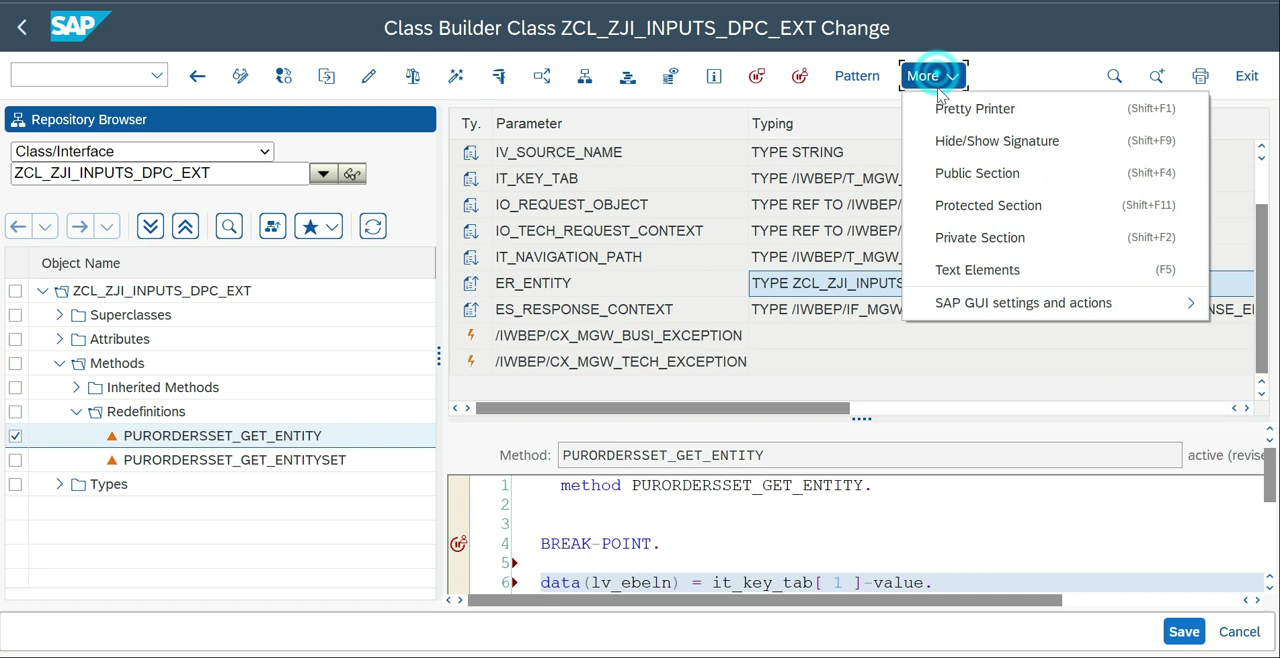 SAP Class Builder Class ZCL_ZJI_INPUTS_DPC_EXT Change
Pattern More Exit
Pretty Printer (Shift+F1)
Hide/Show Signature (Shift+F9)
Public Section (Shift+F4)
Protected Section (Shift+F11)
Private Section (Shift+F2)
Text Elements (F5)
SAP GUI settings and actions
Repository Browser
Class/Interface
ZCL_ZJI_INPUTS_DPC_EXT
Object Name
ZCL_ZJI_INPUTS_DPC_EXT
Superclasses
Attributes
Methods
Inherited Methods
Redefinitions
PURORDERSSET_GET_ENTITY
PURORDERSSET_GET_ENTITYSET
Types
Ty. Parameter Typing
IV_SOURCE_NAME TYPE STRING
IT_KEY_TAB TYPE /IWBEP/T_MGW_
IO_REQUEST_OBJECT TYPE REF TO /IWBEP/
IO_TECH_REQUEST_CONTEXT TYPE REF TO /IWBEP/
IT_NAVIGATION_PATH TYPE /IWBEP/T_MGW_
ER_ENTITY TYPE ZCL_ZJI_INPUTS
ES_RESPONSE_CONTEXT TYPE /IWBEP/IF_MGW NSE_E
/IWBEP/CX_MGW_BUSI_EXCEPTION
/IWBEP/CX_MGW_TECH_EXCEPTION
Method: PURORDERSSET_GET_ENTITY active (revise
1 method PURORDERSSET_GET_ENTITY.
2
3
4 BREAK-POINT.
5
6 data(lv_ebeln) = it_key_tab[ 1 ]-value.
Save Cancel